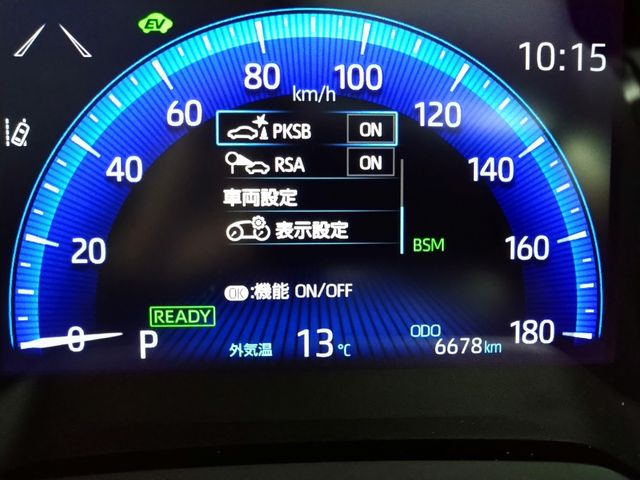 EV
10:15
0 20 40 60 80 100 120 140 160 180
km/h
PKSB ON
RSA ON
車両設定
表示設定
BSM
OK:機能 ON/OFF
READY
P
外気温 13℃
ODO
6678km